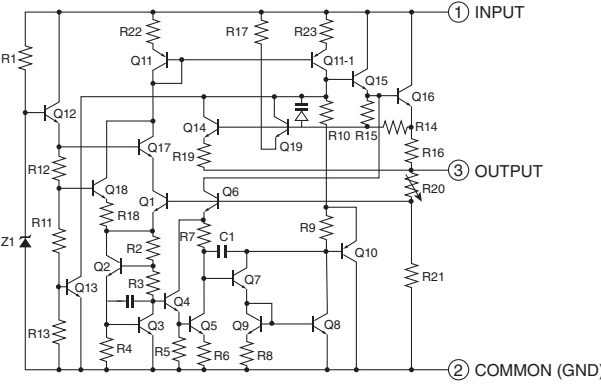 1 INPUT
R22
R17
R23
R1
Q11
Q11-1
Q15
Q16
Q12
Q14
R10
R15
R14
Q17
Q19
R19
R16
R12
3 OUTPUT
Q18
Q1
Q6
R20
R18
R11
R7
C1
R9
Z1
R2
Q10
Q2
Q7
R21
R3
Q13
Q4
Q3
Q5
Q9
Q8
R13
R4
R5
R6
R8
2 COMMON (GND)